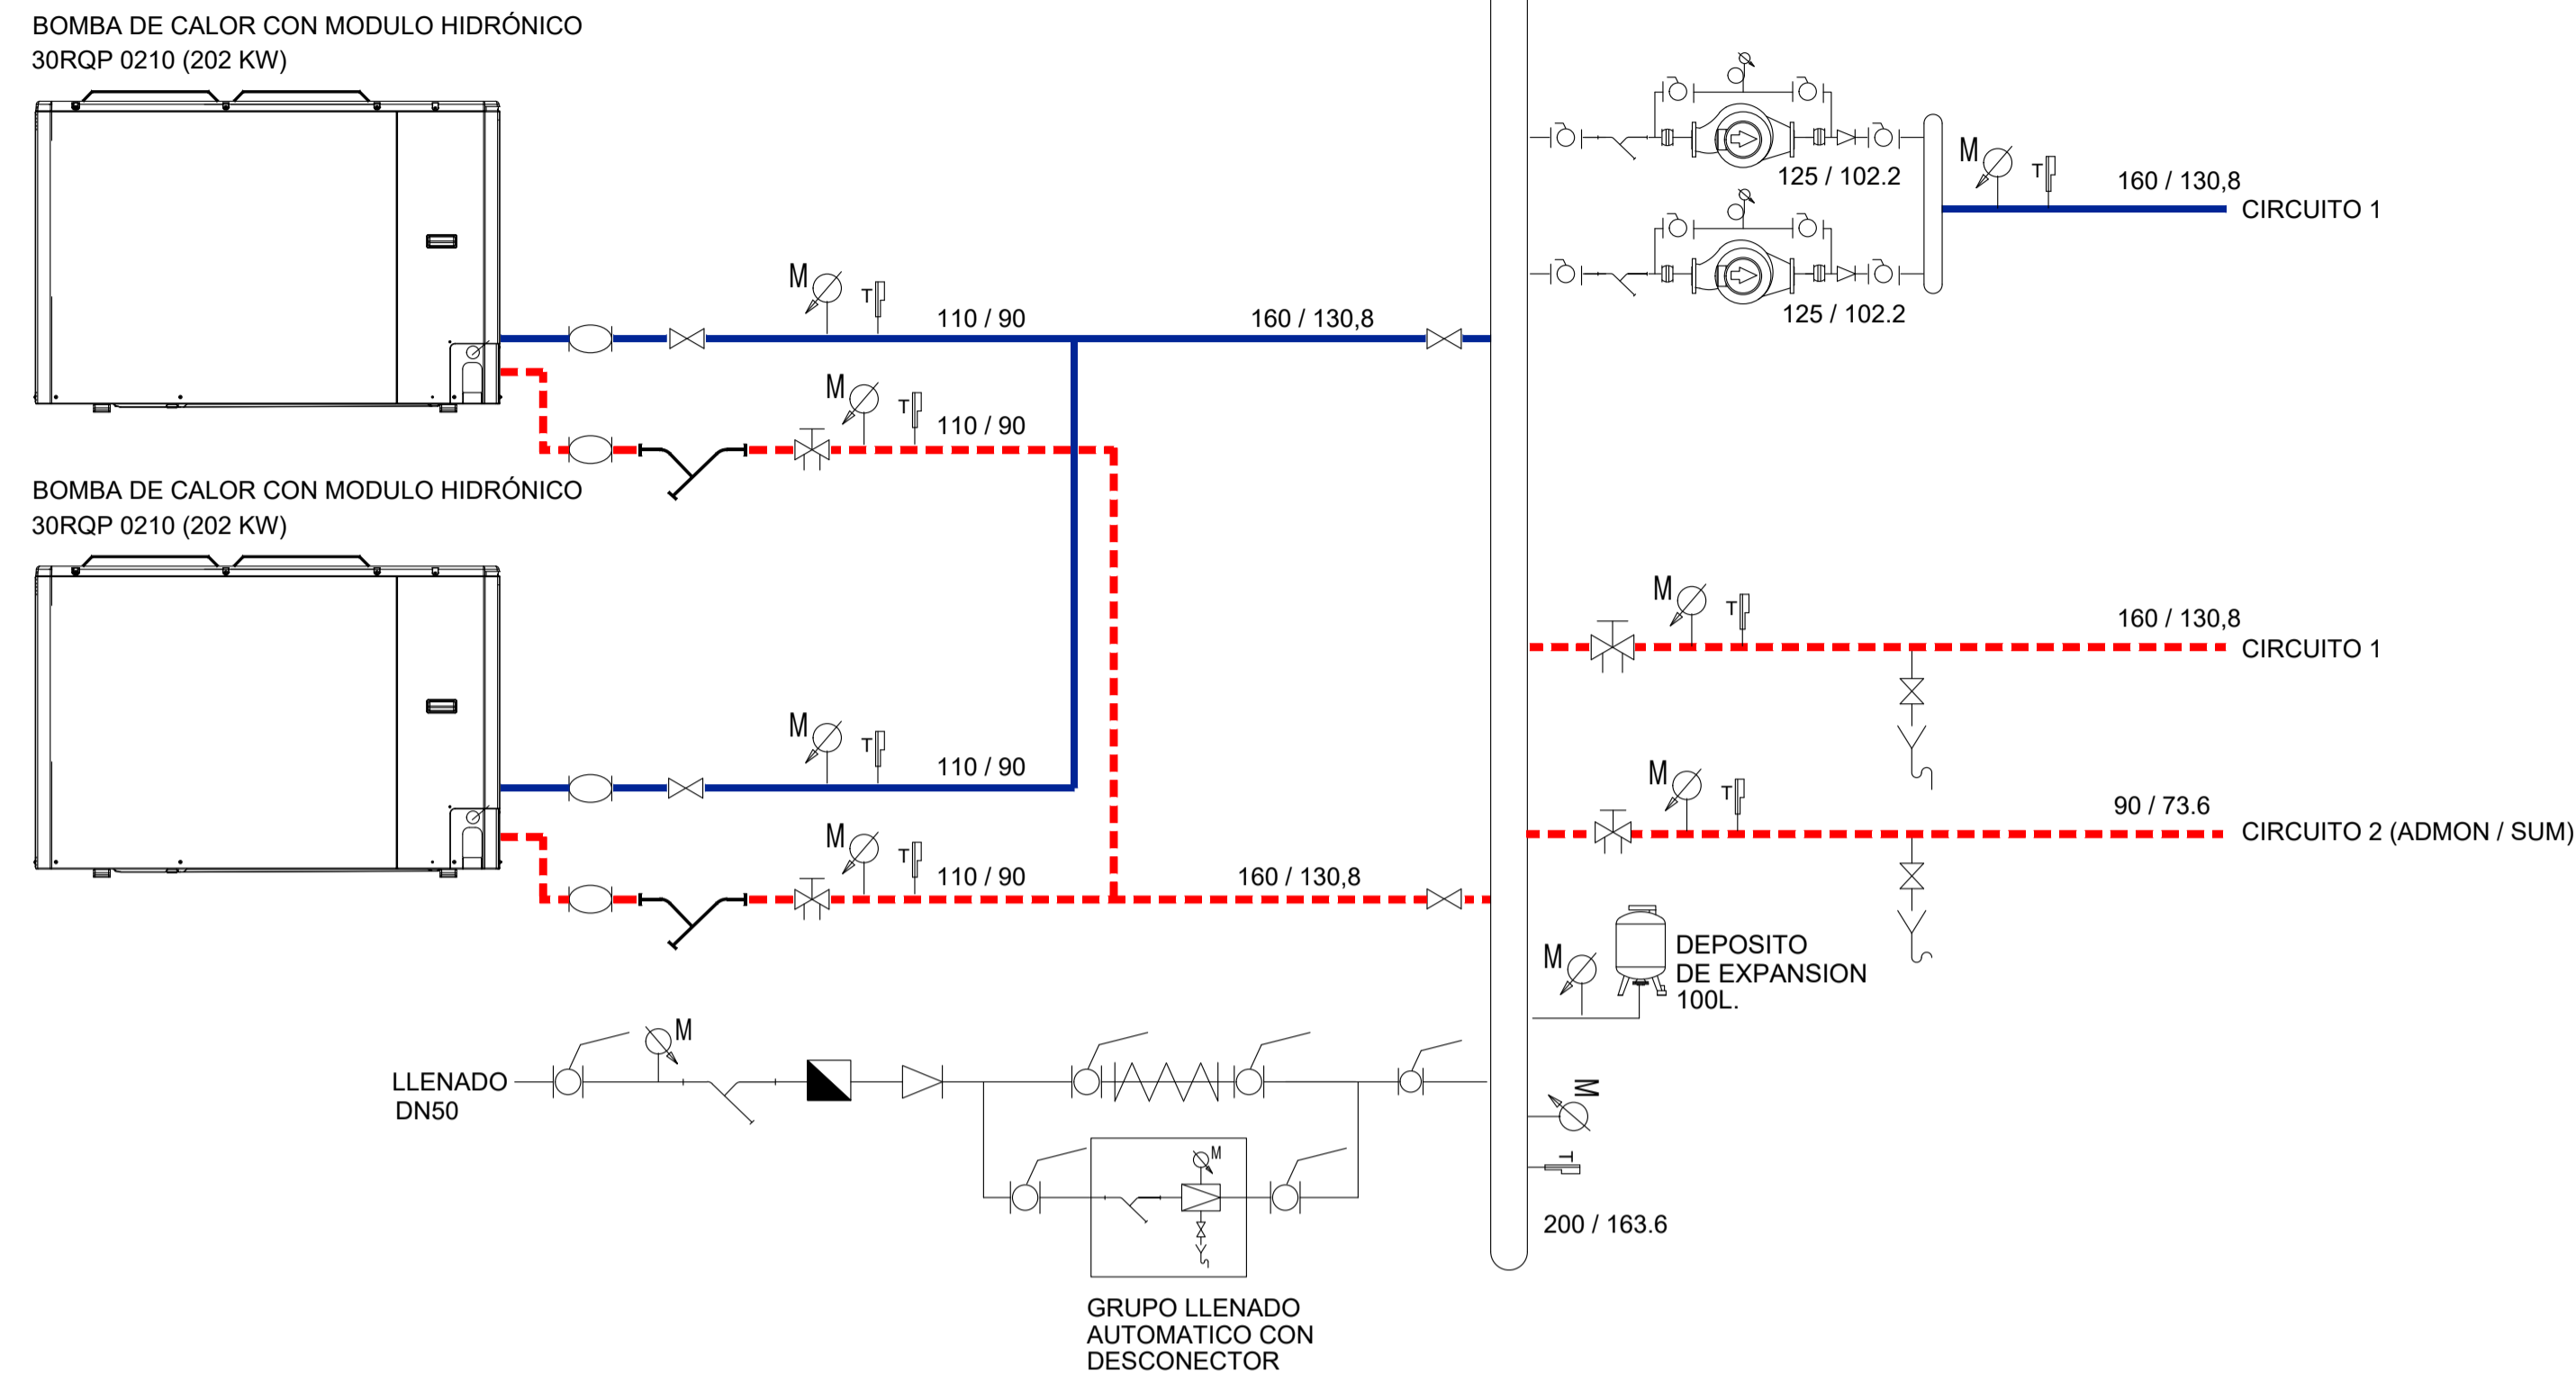 BOMBA DE CALOR CON MODULO HIDRÓNICO
30RQP 0210 (202 KW)
M
T
125 / 102.2
160 / 130,8
CIRCUITO 1
125 / 102.2
M
T
110 / 90
160 / 130,8
M
T
110 / 90
BOMBA DE CALOR CON MODULO HIDRÓNICO
30RQP 0210 (202 KW)
M
T
160 / 130,8
CIRCUITO 1
M
T
110 / 90
M
T
90 / 73.6
CIRCUITO 2 (ADMON / SUM)
M
T
110 / 90
160 / 130,8
M
DEPOSITO
DE EXPANSION
100L.
M
LLENADO
DN50
M
M
T
200 / 163.6
GRUPO LLENADO
AUTOMATICO CON
DESCONECTOR